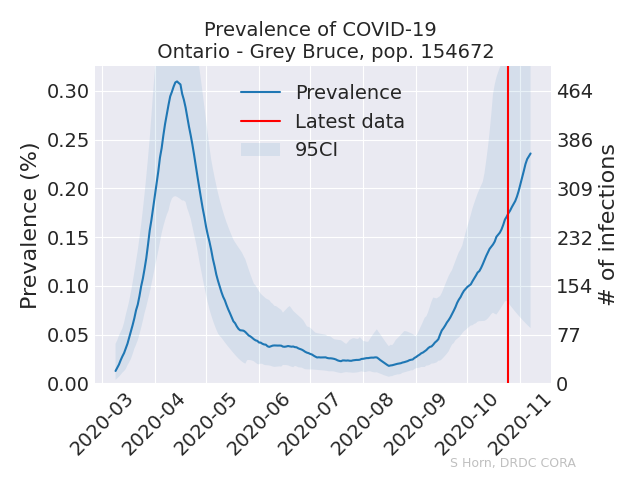 Prevalence of COVID-19
Ontario - Grey Bruce, pop. 154672
Prevalence
Latest data
95CI
Prevalence (%)
0.30
0.25
0.20
0.15
0.10
0.05
0.00
# of infections
464
386
309
232
154
77
0
2020-03
2020-04
2020-05
2020-06
2020-07
2020-08
2020-09
2020-10
2020-11
S Horn, DRDC CORA